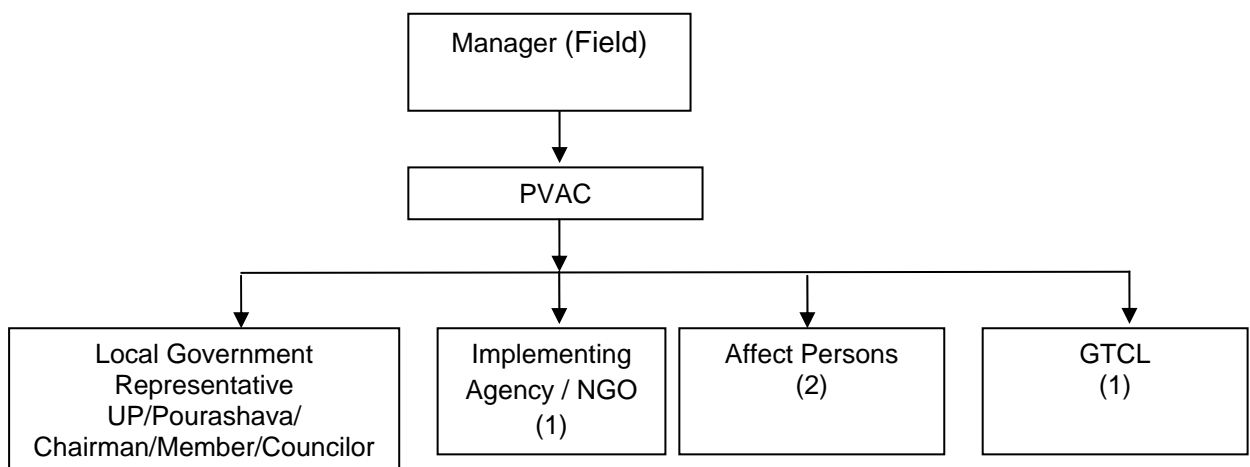 Manager (Field)
PVAC
Local Government
Representative
UP/Pourashava/
Chairman/Member/Councilor
Implementing
Agency / NGO
(1)
Affect Persons
(2)
GTCL
(1)